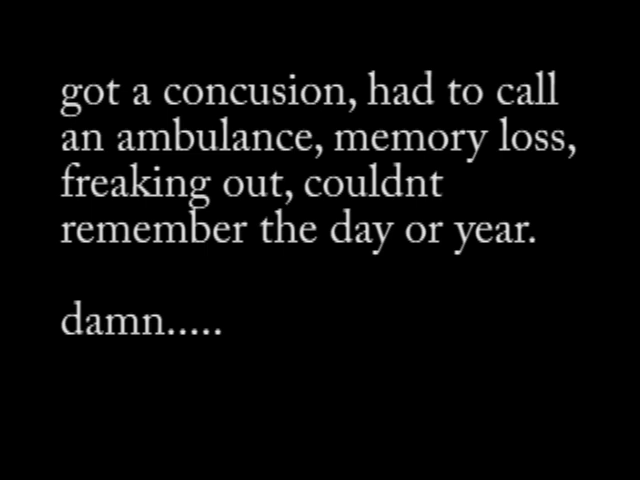 got a concusion, had to call
an ambulance, memory loss,
freaking out, couldnt
remember the day or year.
damn.....